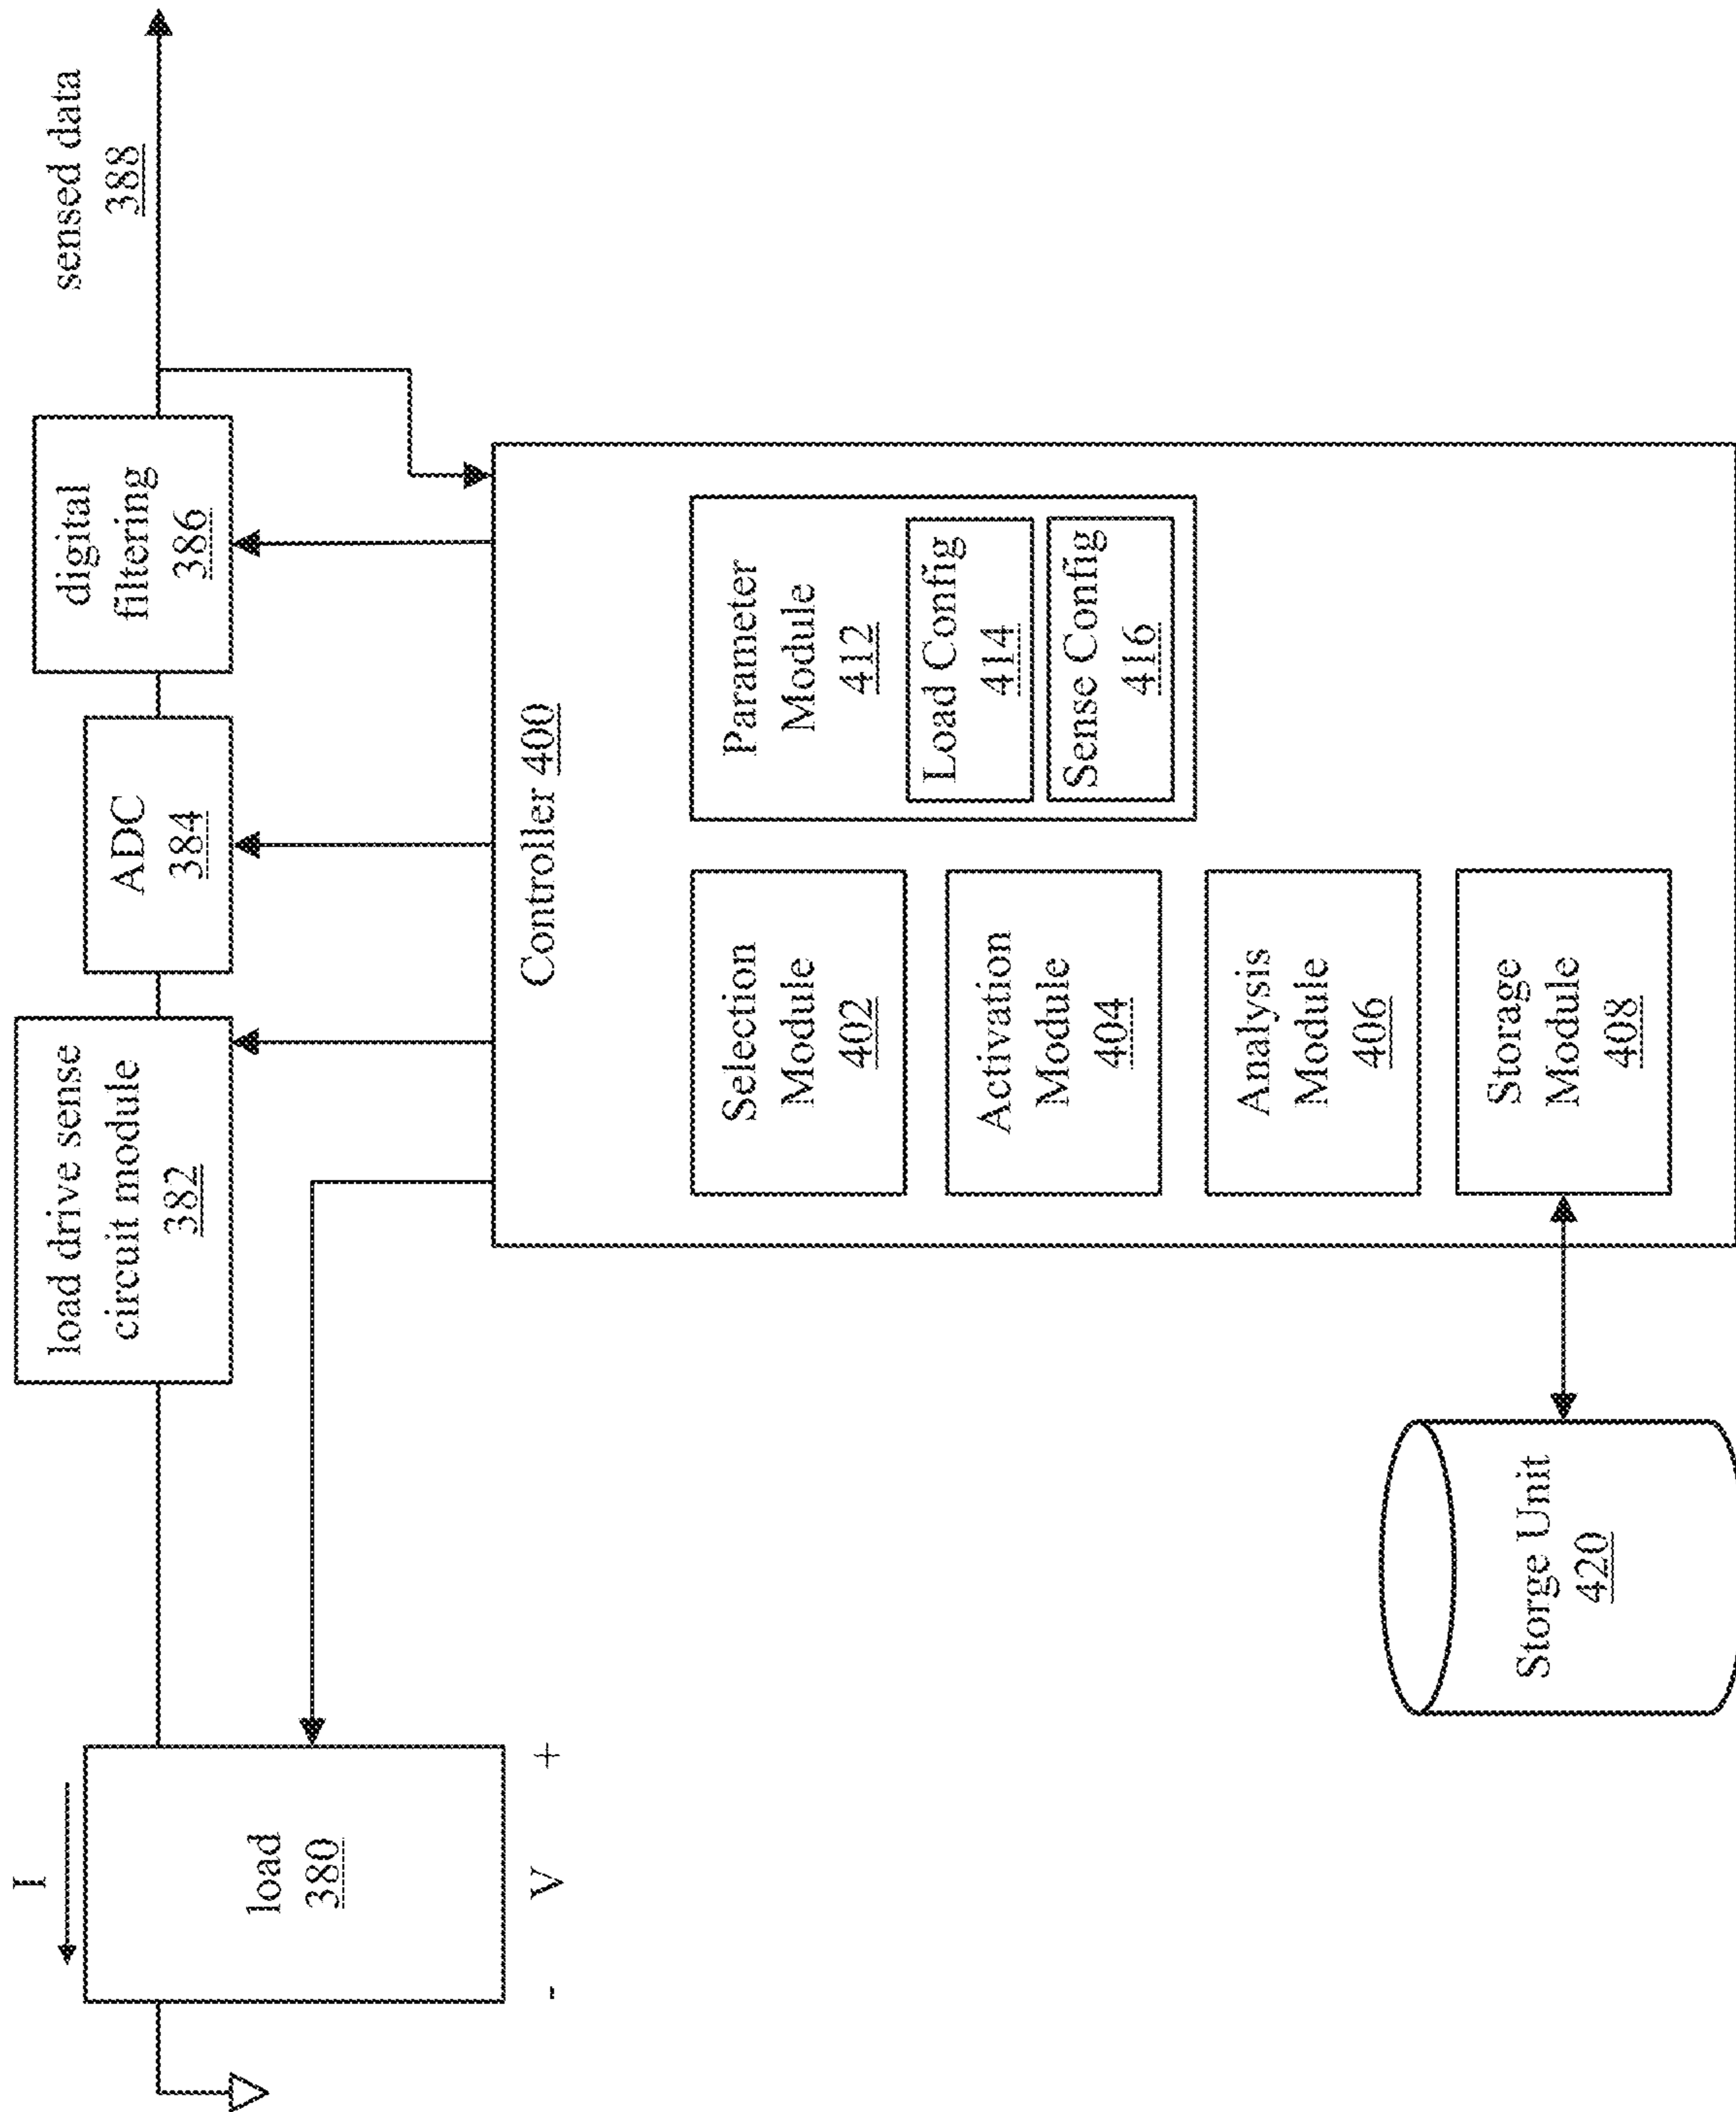 I
load
380
- V +
load drive sense
circuit module
382
ADC
384
digital
filtering
386
sensed data
388
Controller 400
Selection
Module
402
Activation
Module
404
Analysis
Module
406
Storage
Module
408
Parameter
Module
412
Load Config
414
Sense Config
416
Storge Unit
420